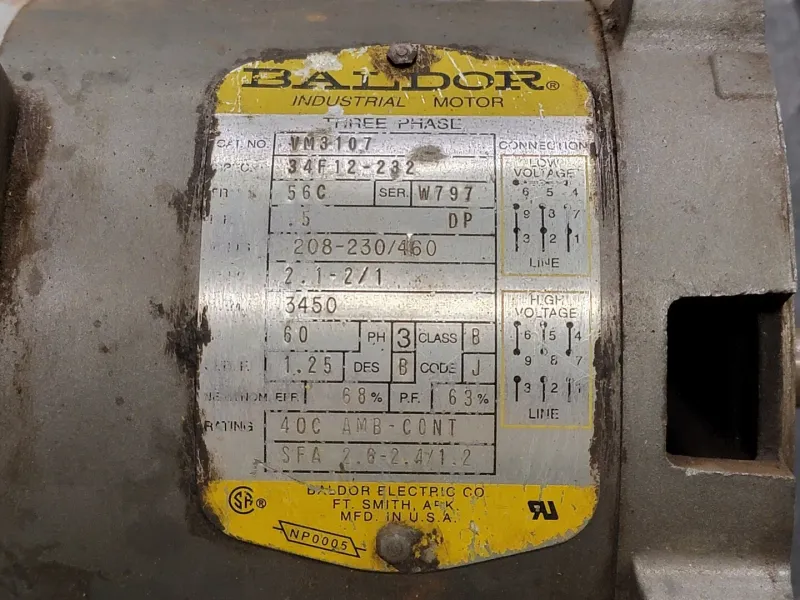 BALDOR®
INDUSTRIAL MOTOR
THREE PHASE
CAT NO. VM3107
34F12-232
56C SER. W797
.5 DP
208-230/460
2.1-2/1
3450
60 PH 3 CLASS B
1.25 DES B CODE J
EFF. 68% P.F. 63%
RATING 40C AMB-CONT
SFA 2.6-2.4/1.2
CONNECTION
LOW
VOLTAGE
6 5 4
9 8 7
3 2 1
LINE
HIGH
VOLTAGE
6 5 4
9 8 7
3 2 1
LINE
BALDOR ELECTRIC CO
FT. SMITH, ARK.
MFD. IN U.S.A.
NP0005